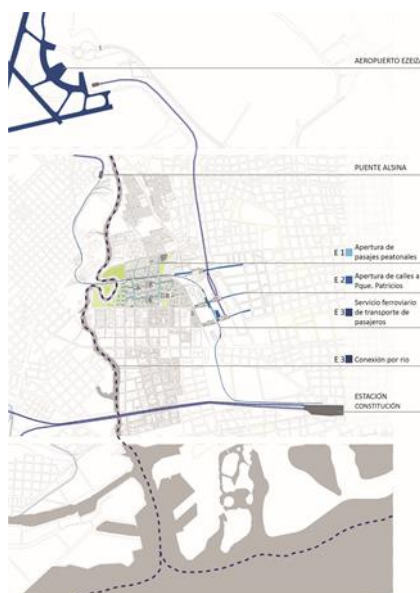 AEROPUERTO EZEIZA
PUENTE ALSINA
E 1 Apertura de
pasajes peatonales
E 2 Apertura de calles a
Pque. Patricios
Servicio ferroviario
E 3 de transporte de
pasajeros
E 3 Conexión por rio
ESTACIÓN
CONSTITUCIÓN